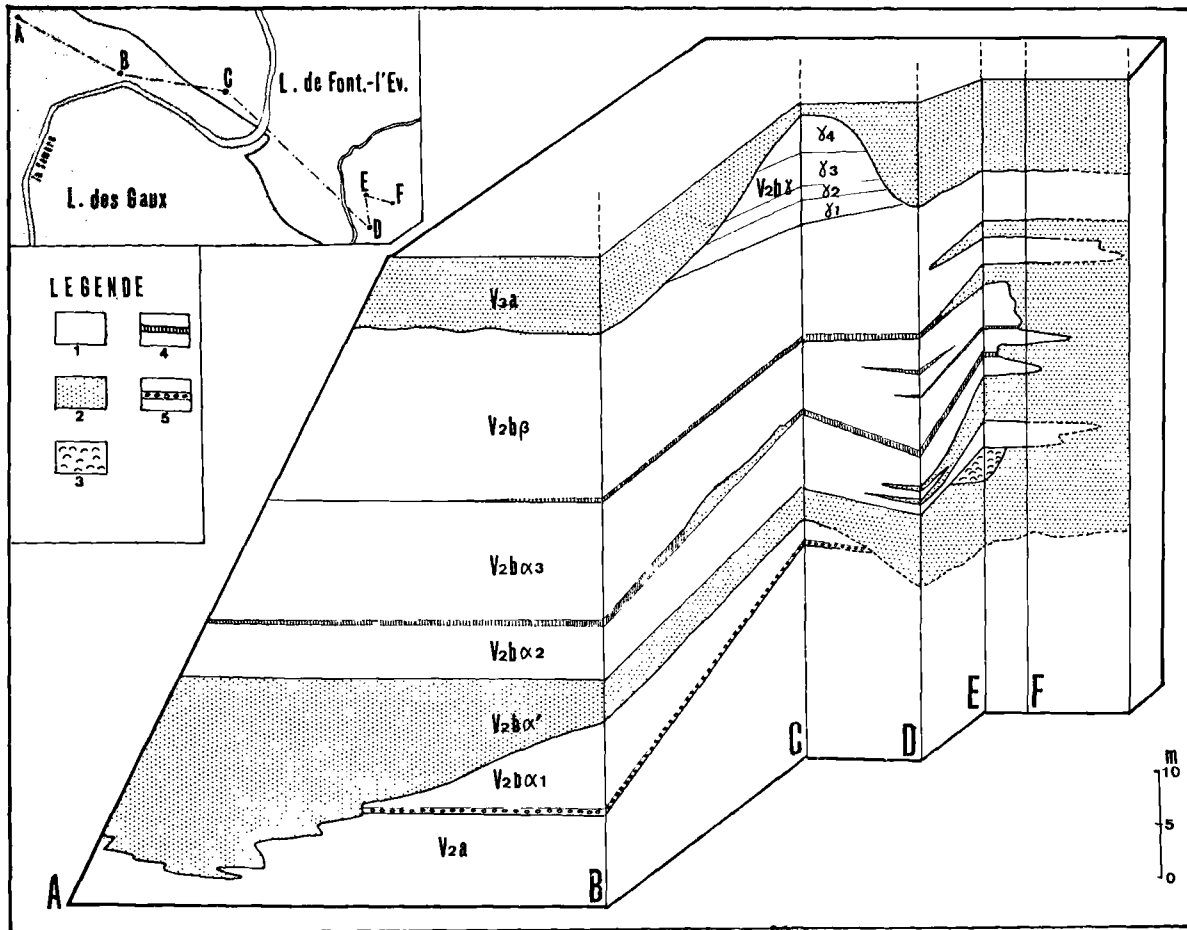 A
B
C
L. de Font.-l'Ev.
la Semère
L. des Gaux
E
F
D
LEGENDE
1
4
2
5
3
V3a
V2bβ
V2bα3
V2bα2
V2bα'
V2bα1
V2a
γ4
γ3
V2bγ
γ2
γ1
A
B
C
D
E
F
m
10
5
0